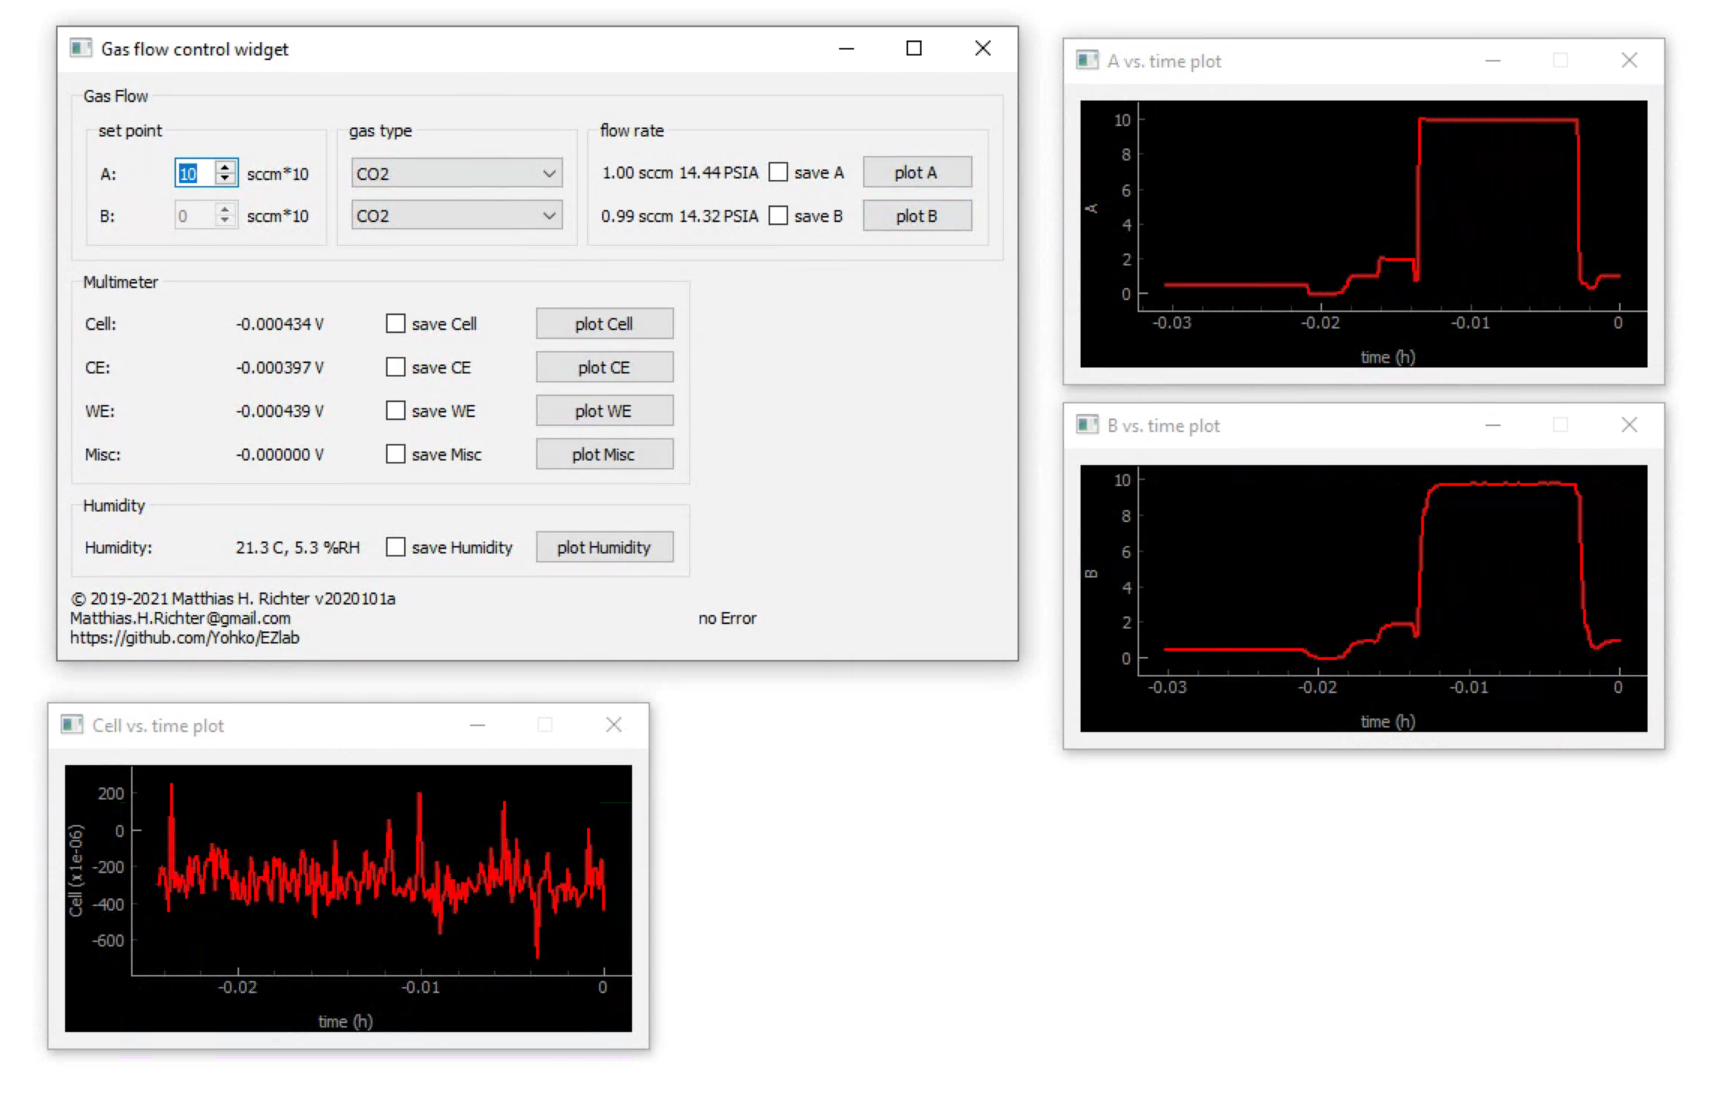 Gas flow control widget
Gas Flow
set point
gas type
flow rate
A: 10 sccm*10 CO2 1.00 sccm 14.44 PSIA save A plot A
B: 0 sccm*10 CO2 0.99 sccm 14.32 PSIA save B plot B
Multimeter
Cell: -0.000434 V save Cell plot Cell
CE: -0.000397 V save CE plot CE
WE: -0.000439 V save WE plot WE
Misc: -0.000000 V save Misc plot Misc
Humidity
Humidity: 21.3 C, 5.3 %RH save Humidity plot Humidity
© 2019-2021 Matthias H. Richter v2020101a
Matthias.H.Richter@gmail.com
no Error
https://github.com/Yohko/EZlab
A vs. time plot
10
8
6
A
4
2
0
-0.03 -0.02 -0.01 0
time (h)
B vs. time plot
10
8
6
B
4
2
0
-0.03 -0.02 -0.01 0
time (h)
Cell vs. time plot
200
0
Cell (x1e-06)
-200
-400
-600
-0.02 -0.01 0
time (h)